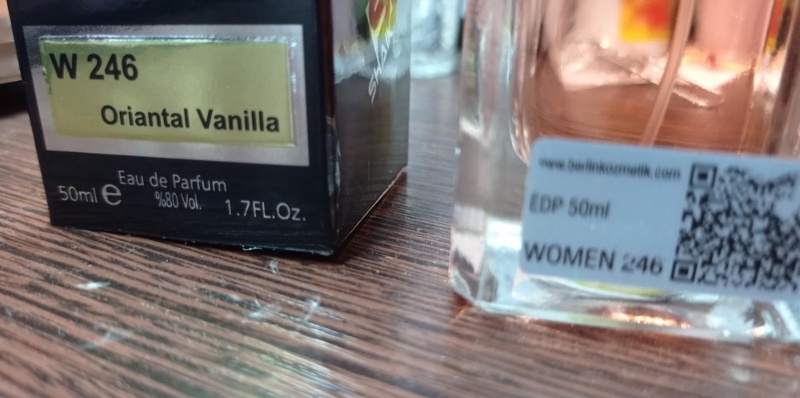 W 246
Oriantal Vanilla
Eau de Parfum
50ml e %80 Vol. 1.7FL.Oz.
www.berlinkozmetik.com
EDP 50ml
WOMEN 246